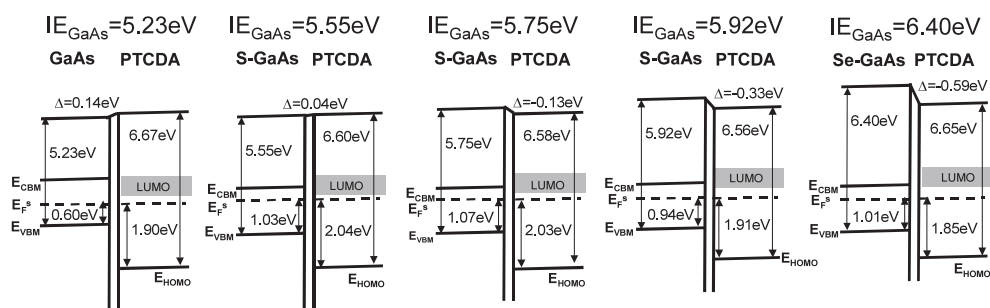 IE_GaAs=5.23eV IE_GaAs=5.55eV IE_GaAs=5.75eV IE_GaAs=5.92eV IE_GaAs=6.40eV
GaAs PTCDA S-GaAs PTCDA S-GaAs PTCDA S-GaAs PTCDA Se-GaAs PTCDA
Δ=0.14eV Δ=0.04eV Δ=-0.13eV Δ=-0.33eV Δ=-0.59eV
5.23eV 6.67eV 5.55eV 6.60eV 5.75eV 6.58eV 5.92eV 6.56eV 6.40eV 6.65eV
E_CBM LUMO E_CBM LUMO E_CBM LUMO E_CBM LUMO E_CBM LUMO
E_F^s E_F^s E_F^s E_F^s E_F^s
0.60eV 1.03eV 1.07eV 0.94eV 1.01eV
E_VBM E_VBM E_VBM E_VBM E_VBM
1.90eV 2.04eV 2.03eV 1.91eV 1.85eV
E_HOMO E_HOMO E_HOMO E_HOMO E_HOMO